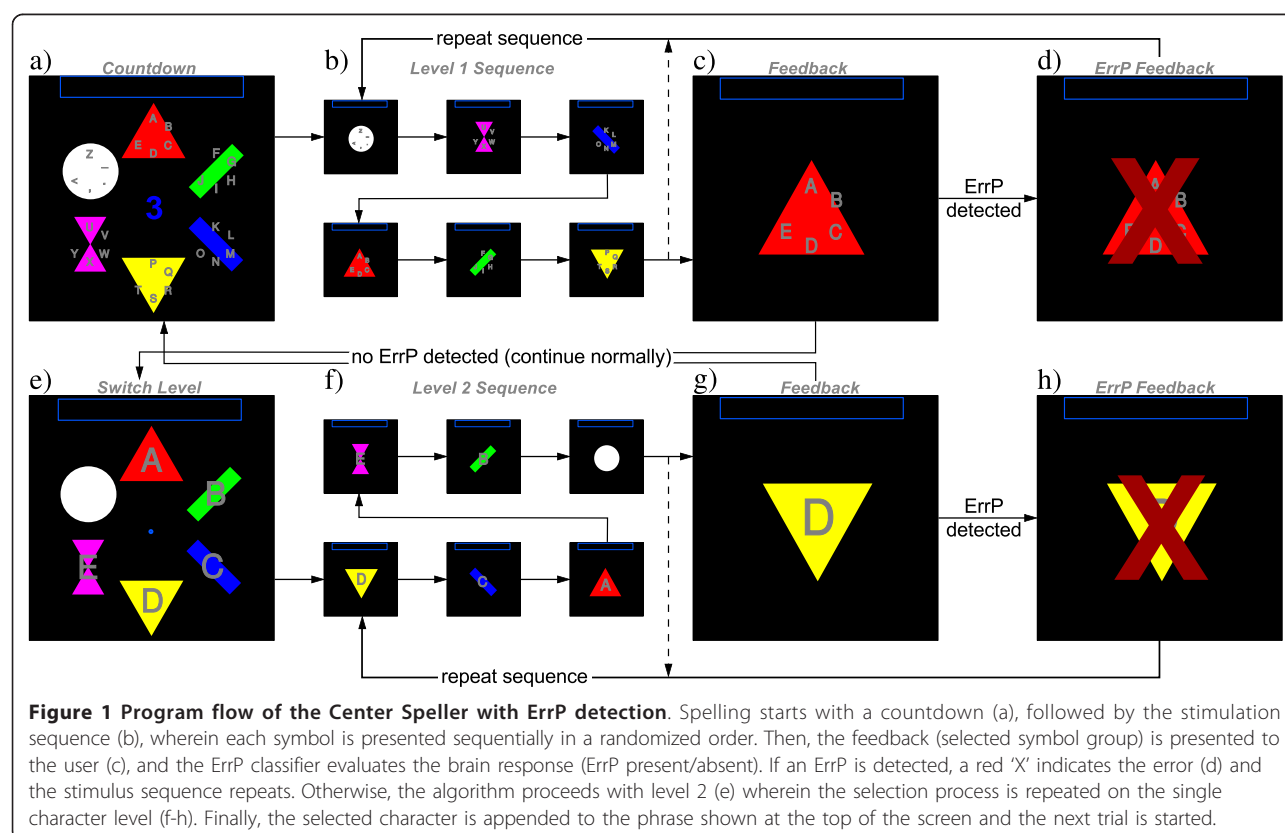 repeat sequence
a) Countdown
b) Level 1 Sequence
c) Feedback
d) ErrP Feedback
A B C D E
F G H I J
K L M N O
P Q R S T
U V W X Y
Z _ . , <
3
Z _ . , <
U V W X Y
K L M N O
A B C D E
F G H I J
P Q R S T
A B C D E
ErrP
detected
B C D E
X
no ErrP detected (continue normally)
e) Switch Level
f) Level 2 Sequence
g) Feedback
h) ErrP Feedback
A
B
C
D
E
E
B
D
C
A
D
ErrP
detected
X
repeat sequence
Figure 1 Program flow of the Center Speller with ErrP detection. Spelling starts with a countdown (a), followed by the stimulation
sequence (b), wherein each symbol is presented sequentially in a randomized order. Then, the feedback (selected symbol group) is presented to
the user (c), and the ErrP classifier evaluates the brain response (ErrP present/absent). If an ErrP is detected, a red ‘X’ indicates the error (d) and
the stimulus sequence repeats. Otherwise, the algorithm proceeds with level 2 (e) wherein the selection process is repeated on the single
character level (f-h). Finally, the selected character is appended to the phrase shown at the top of the screen and the next trial is started.